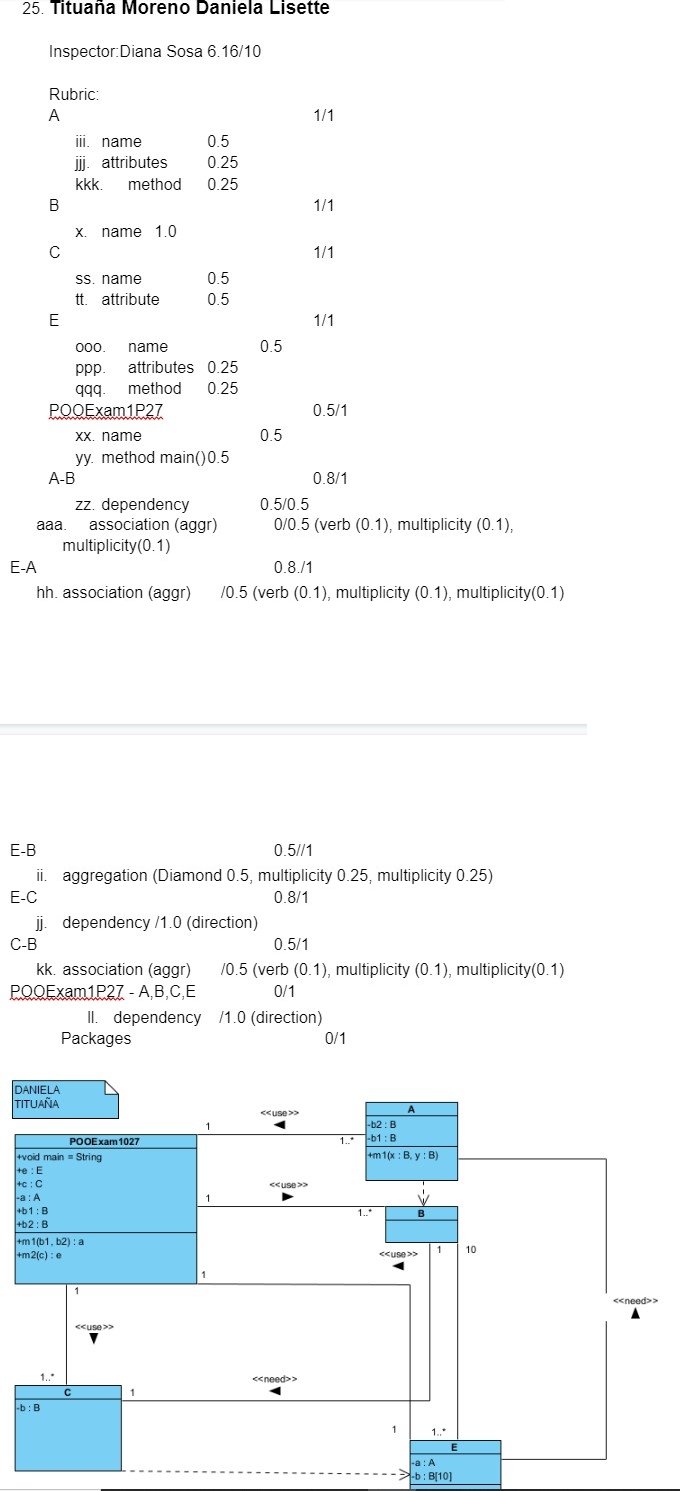 25. Tituaña Moreno Daniela Lisette
Inspector:Diana Sosa 6.16/10
Rubric:
A 1/1
iii. name 0.5
jjj. attributes 0.25
kkk. method 0.25
B 1/1
x. name 1.0
C 1/1
ss. name 0.5
tt. attribute 0.5
E 1/1
ooo. name 0.5
ppp. attributes 0.25
qqq. method 0.25
POOExam1P27 0.5/1
xx. name 0.5
yy. method main()0.5
A-B 0.8/1
zz. dependency 0.5/0.5
aaa. association (aggr) 0/0.5 (verb (0.1), multiplicity (0.1),
multiplicity(0.1)
E-A 0.8./1
hh. association (aggr) /0.5 (verb (0.1), multiplicity (0.1), multiplicity(0.1)
E-B 0.5//1
ii. aggregation (Diamond 0.5, multiplicity 0.25, multiplicity 0.25)
E-C 0.8/1
jj. dependency /1.0 (direction)
C-B 0.5/1
kk. association (aggr) /0.5 (verb (0.1), multiplicity (0.1), multiplicity(0.1)
POOExam1P27 - A,B,C,E 0/1
ll. dependency /1.0 (direction)
Packages 0/1
DANIELA
TITUAÑA
POOExam1027
+void main = String
+e : E
+c : C
-a : A
+b1 : B
+b2 : B
+m1(b1, b2) : a
+m2(c) : e
1
<<use>>
1..*
A
-b2 : B
-b1 : B
+m1(x : B, y : B)
1
<<use>>
1..*
B
1
<<use>>
1
10
<<need>>
1
<<use>>
1..*
C
-b : B
1
<<need>>
1
1..*
E
-a : A
-b : B[10]